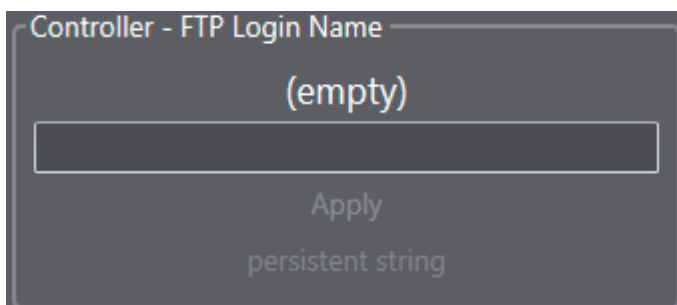 Controller - FTP Login Name
(empty)
Apply
persistent string